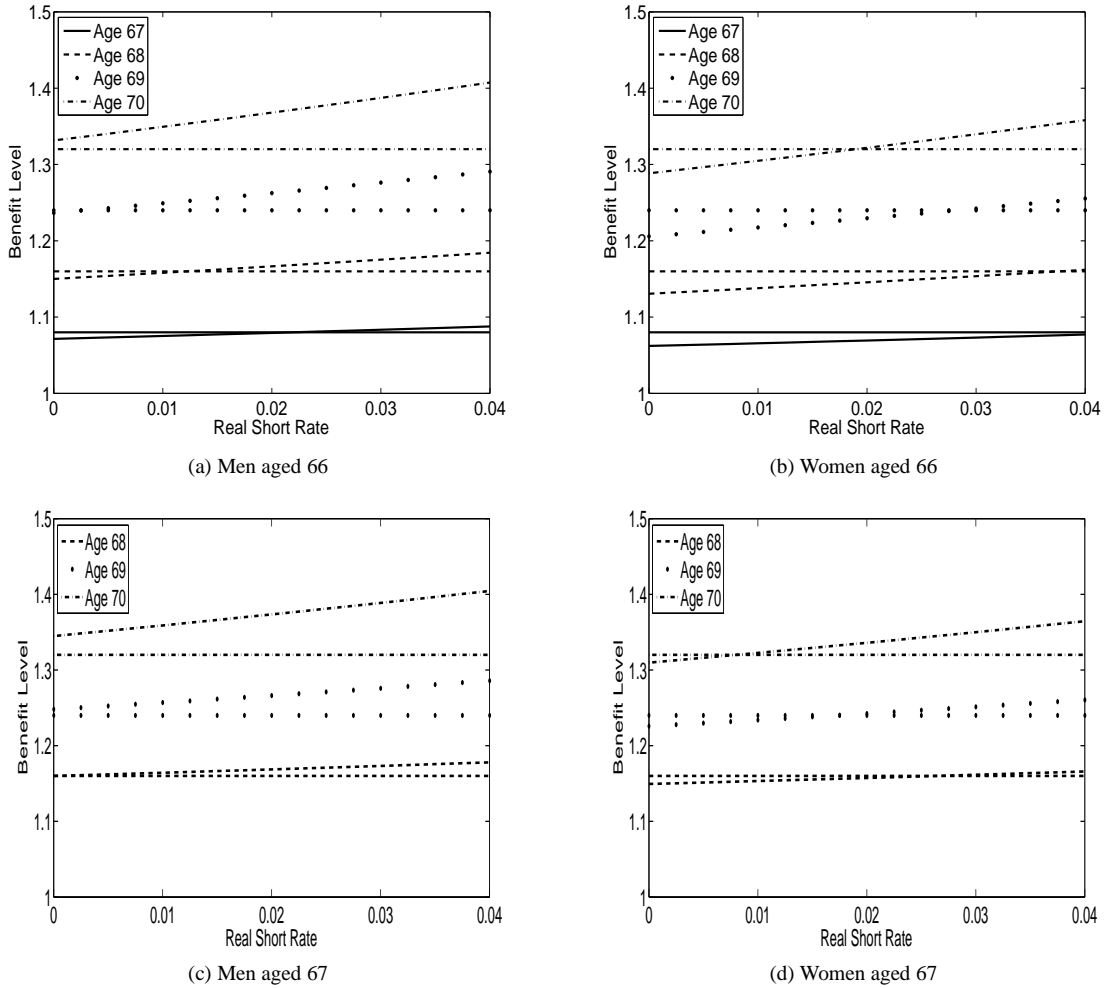 1.5
Age 67
Age 68
Age 69
Age 70
1.4
1.3
1.2
1.1
1
Benefit Level
0
0.01
0.02
0.03
0.04
Real Short Rate
(a) Men aged 66
1.5
Age 67
Age 68
Age 69
Age 70
1.4
1.3
1.2
1.1
1
Benefit Level
0
0.01
0.02
0.03
0.04
Real Short Rate
(b) Women aged 66
1.5
Age 68
Age 69
Age 70
1.4
1.3
1.2
1.1
1
Benefit Level
0
0.01
0.02
0.03
0.04
Real Short Rate
(c) Men aged 67
1.5
Age 68
Age 69
Age 70
1.4
1.3
1.2
1.1
1
Benefit Level
0
0.01
0.02
0.03
0.04
Real Short Rate
(d) Women aged 67